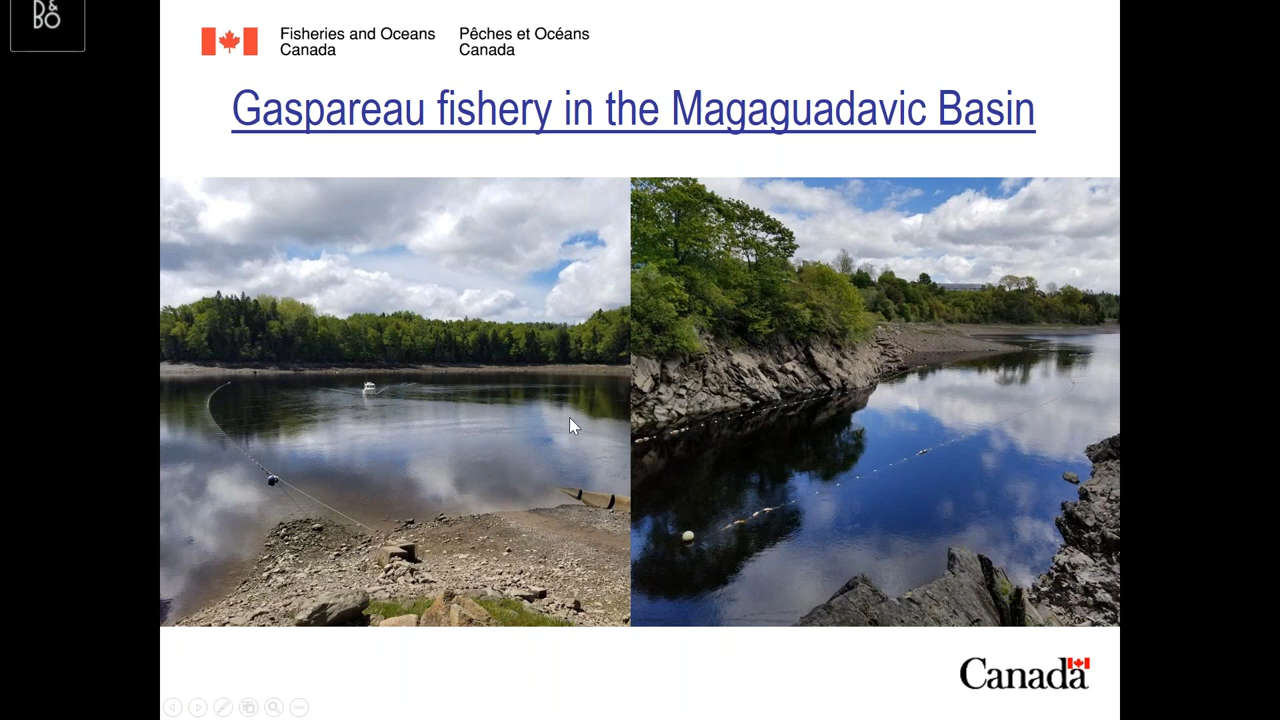 B&O
Fisheries and Oceans
Canada
Pêches et Océans
Canada
Gaspareau fishery in the Magaguadavic Basin
Canada